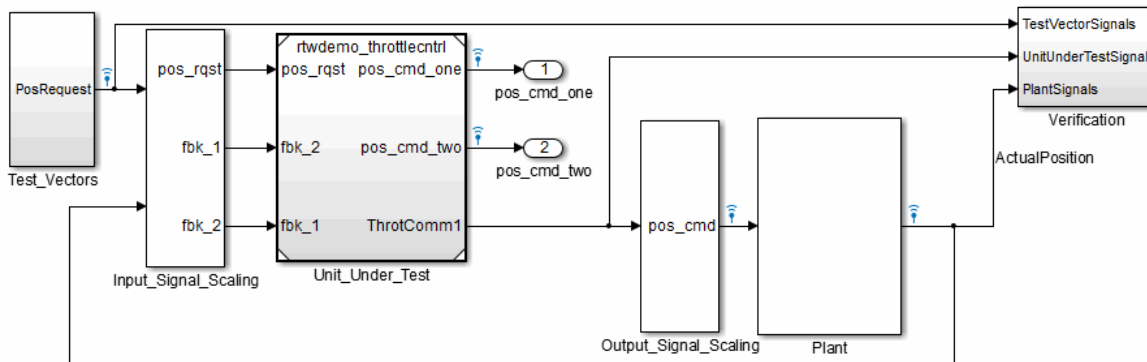 PosRequest
Test_Vectors
pos_rqst
fbk_1
fbk_2
Input_Signal_Scaling
rtwdemo_throttlecntrl
pos_rqst pos_cmd_one
fbk_2 pos_cmd_two
fbk_1 ThrotComm1
Unit_Under_Test
1
pos_cmd_one
2
pos_cmd_two
pos_cmd
Output_Signal_Scaling
Plant
TestVectorSignals
UnitUnderTestSignal
PlantSignals
Verification
ActualPosition